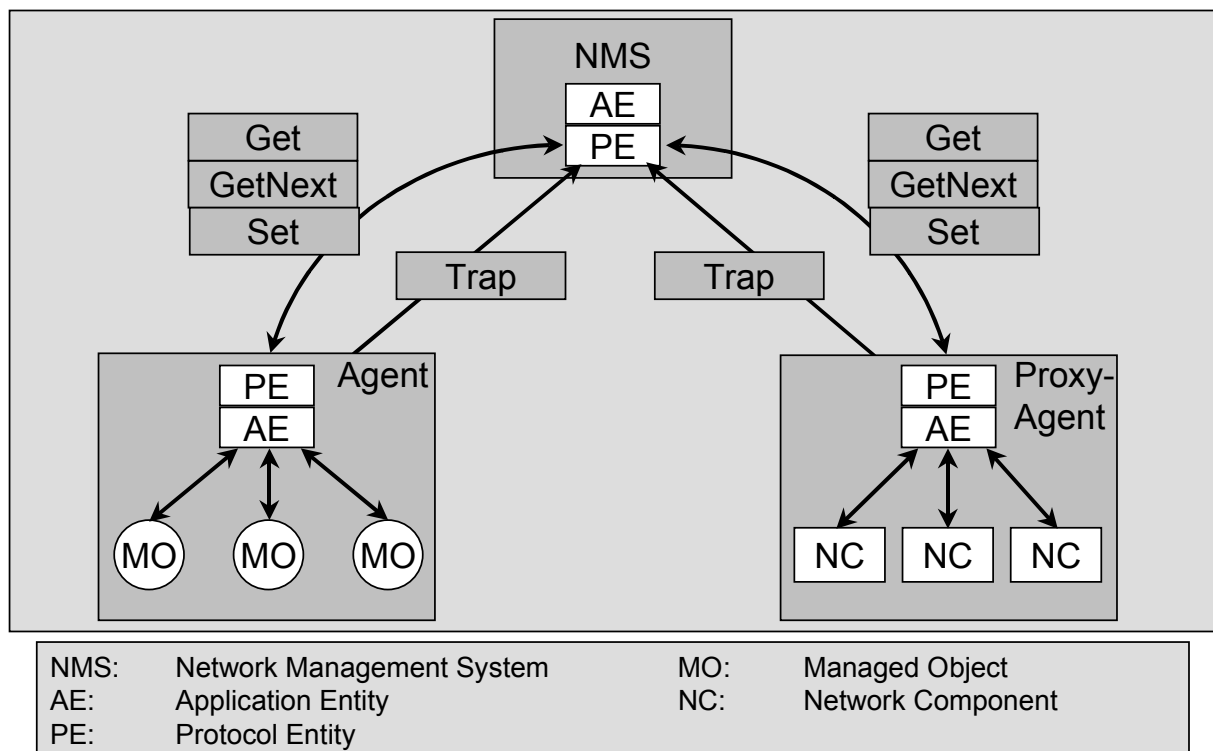 NMS
AE
PE
Get
GetNext
Set
Get
GetNext
Set
Trap
Trap
Agent
PE
AE
MO
MO
MO
Proxy-
Agent
PE
AE
NC
NC
NC
NMS: Network Management System
AE: Application Entity
PE: Protocol Entity
MO: Managed Object
NC: Network Component